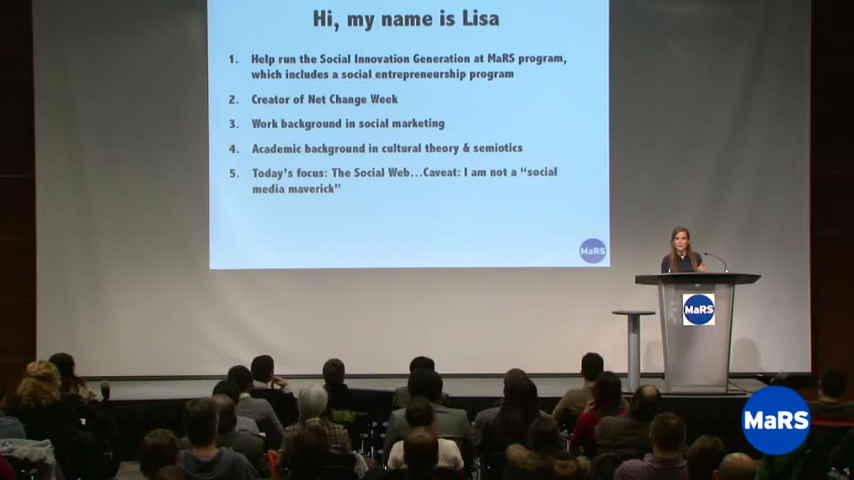 Hi, my name is Lisa
1. Help run the Social Innovation Generation at MaRS program,
which includes a social entrepreneurship program
2. Creator of Net Change Week
3. Work background in social marketing
4. Academic background in cultural theory & semiotics
5. Today's focus: The Social Web...Caveat: I am not a "social
media maverick"
MaRS
MaRS
MaRS